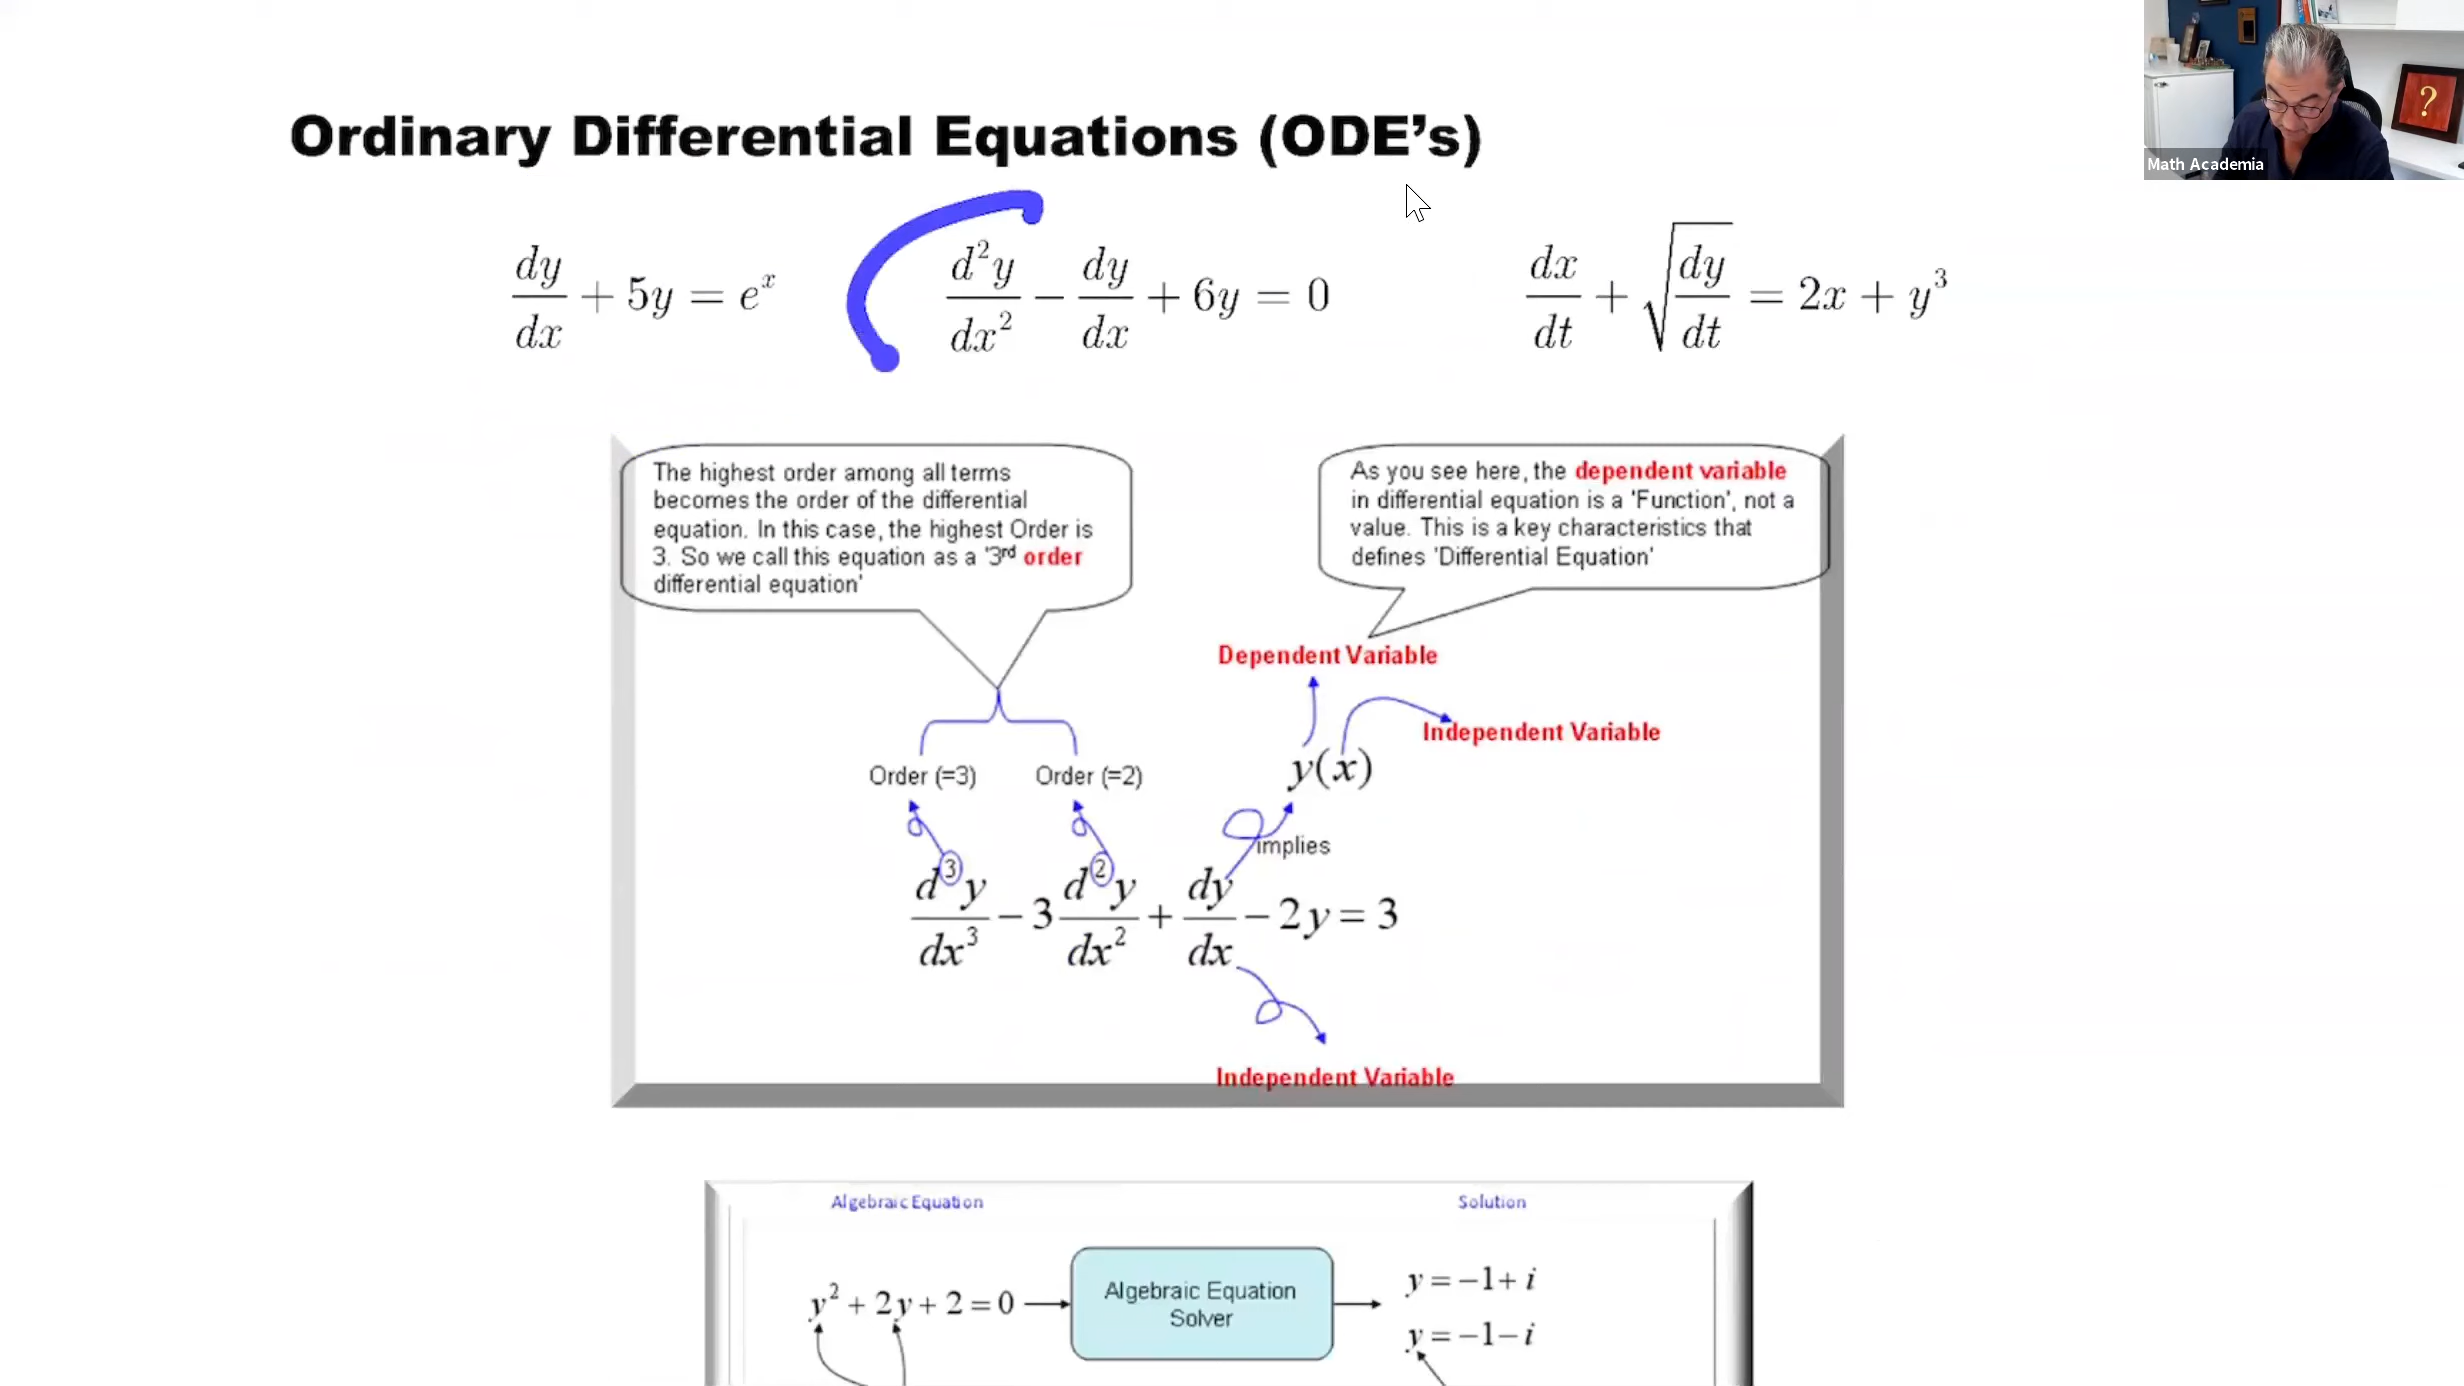 Ordinary Differential Equations (ODE's)
?
Math Academia
dy/dx + 5y = e^x
d²y/dx² − dy/dx + 6y = 0
dx/dt + √(dy/dt) = 2x + y³
The highest order among all terms
becomes the order of the differential
equation. In this case, the highest Order is
3. So we call this equation as a '3rd order
differential equation'
As you see here, the dependent variable
in differential equation is a 'Function', not a
value. This is a key characteristics that
defines 'Differential Equation'
Dependent Variable
Independent Variable
Order (=3)
Order (=2)
y(x)
implies
d³y/dx³ − 3 d²y/dx² + dy/dx − 2y = 3
Independent Variable
Algebraic Equation
Solution
y² + 2y + 2 = 0
Algebraic Equation
Solver
y = −1 + i
y = −1 − i